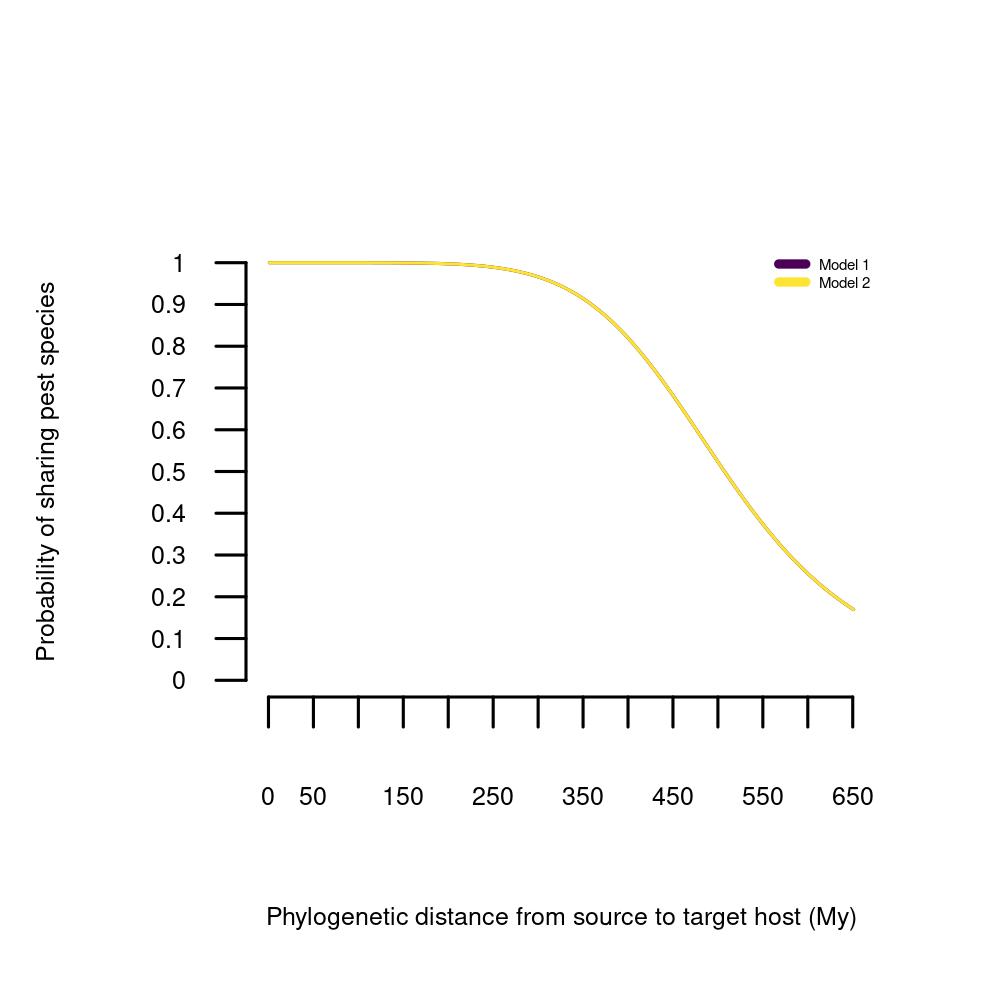 Model 1
Model 2
1
0.9
0.8
0.7
0.6
0.5
0.4
0.3
0.2
0.1
0
Probability of sharing pest species
0 50 150 250 350 450 550 650
Phylogenetic distance from source to target host (My)